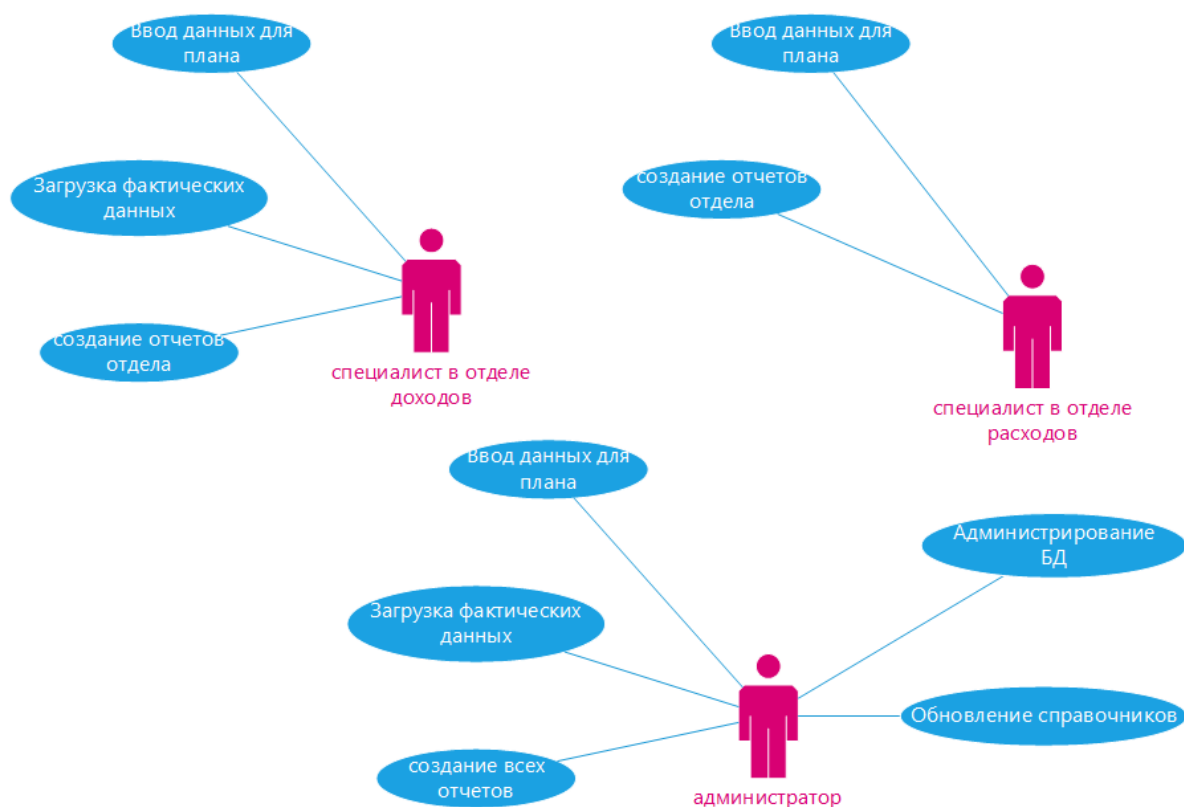 Ввод данных для
плана
Загрузка фактических
данных
создание отчетов
отдела
специалист в отделе
доходов
Ввод данных для
плана
создание отчетов
отдела
специалист в отделе
расходов
Ввод данных для
плана
Загрузка фактических
данных
создание всех
отчетов
администратор
Администрирование
БД
Обновление справочников